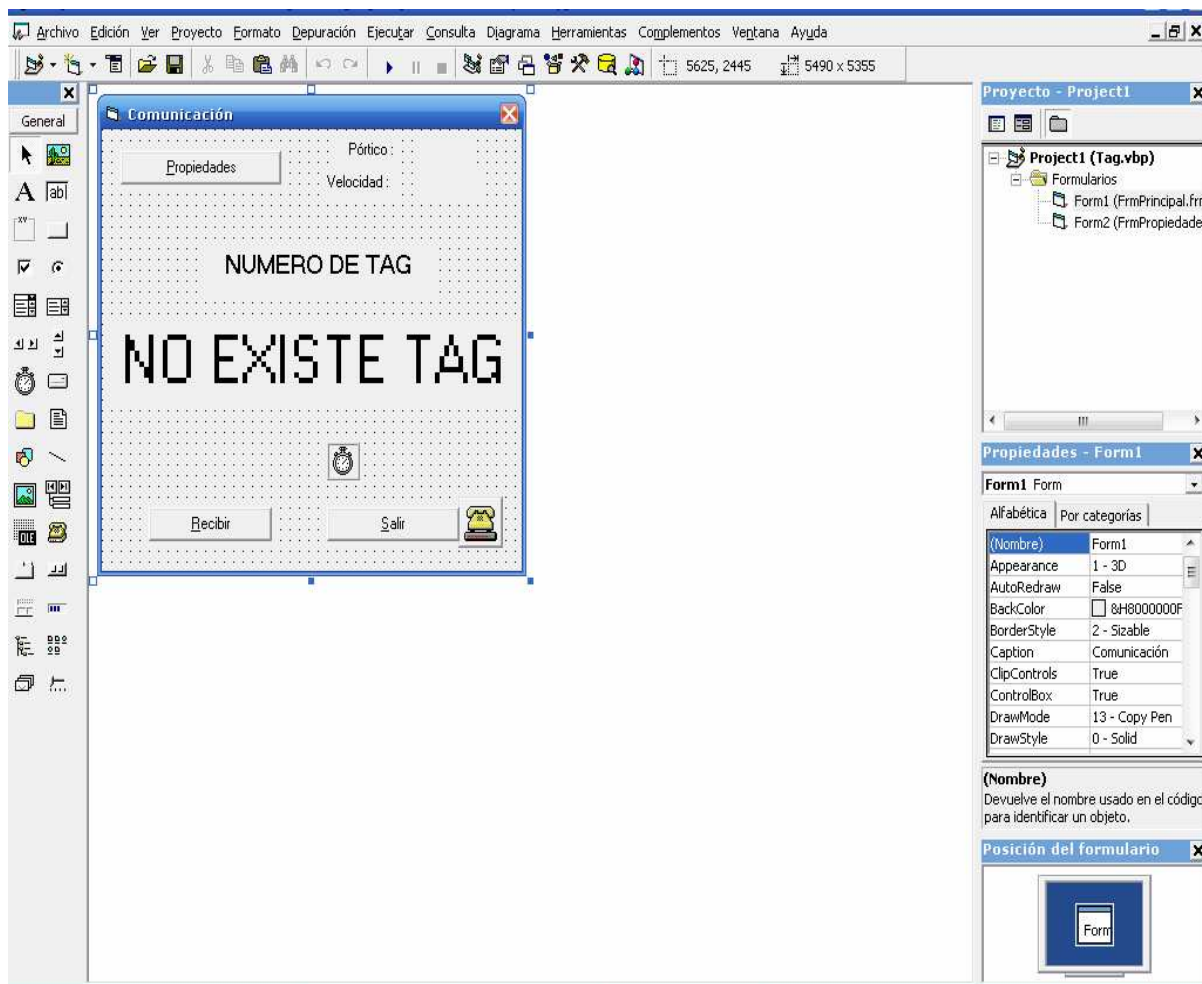 Archivo Edición Ver Proyecto Formato Depuración Ejecutar Consulta Diagrama Herramientas Complementos Ventana Ayuda
5625, 2445 5490 x 5355
General
Comunicación
Propiedades
Pórtico :
Velocidad :
NUMERO DE TAG
NO EXISTE TAG
Recibir
Salir
OLE
Proyecto - Project1
Project1 (Tag.vbp)
Formularios
Form1 (FrmPrincipal.frm
Form2 (FrmPropiedade
Propiedades - Form1
Form1 Form
Alfabética Por categorías
(Nombre) Form1
Appearance 1 - 3D
AutoRedraw False
BackColor &H8000000F
BorderStyle 2 - Sizable
Caption Comunicación
ClipControls True
ControlBox True
DrawMode 13 - Copy Pen
DrawStyle 0 - Solid
(Nombre)
Devuelve el nombre usado en el código
para identificar un objeto.
Posición del formulario
Form